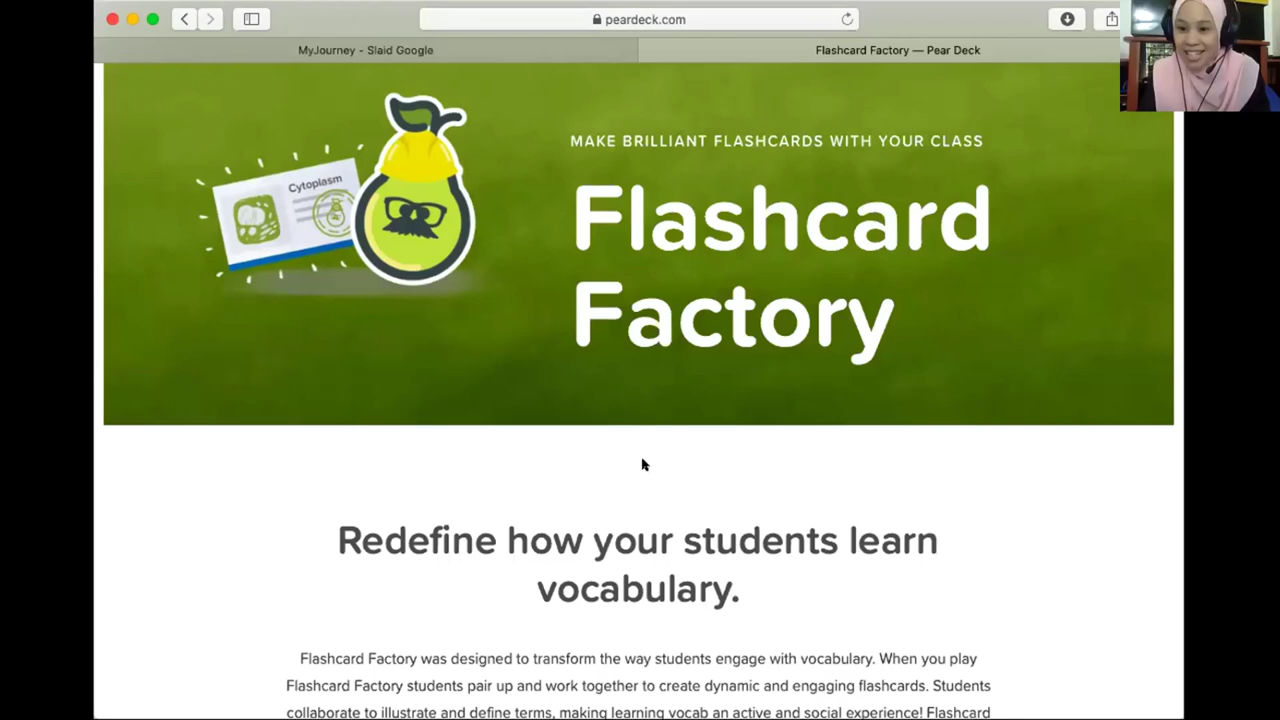 peardeck.com
MyJourney - Slaid Google
Flashcard Factory — Pear Deck
Cytoplasm
MAKE BRILLIANT FLASHCARDS WITH YOUR CLASS
Flashcard
Factory
Redefine how your students learn
vocabulary.
Flashcard Factory was designed to transform the way students engage with vocabulary. When you play
Flashcard Factory students pair up and work together to create dynamic and engaging flashcards. Students
collaborate to illustrate and define terms, making learning vocab an active and social experience! Flashcard